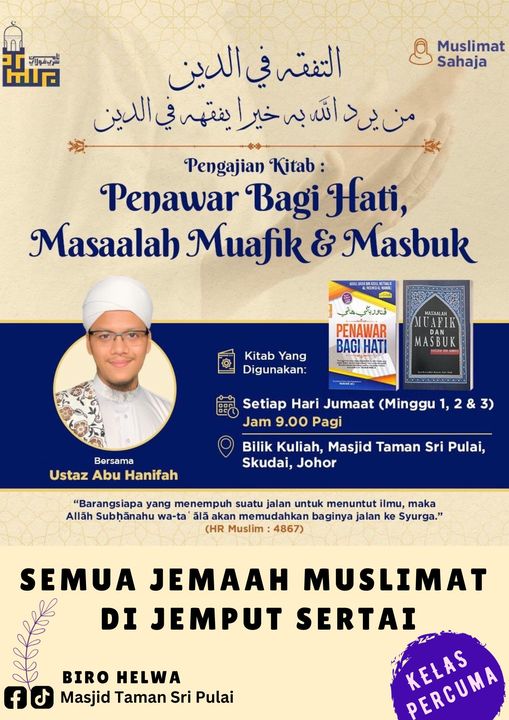 Muslimat
Sahaja
التفقه في الدين
من يرد الله به خيرا يفقهه في الدين
Pengajian Kitab :
Penawar Bagi Hati,
Masaalah Muafik & Masbuk
PENAWAR
BAGI HATI
MASAALAH
MUAFIK
DAN
MASBUK
Kitab Yang
Digunakan:
Setiap Hari Jumaat (Minggu 1, 2 & 3)
Jam 9.00 Pagi
Bilik Kuliah, Masjid Taman Sri Pulai,
Skudai, Johor
Bersama
Ustaz Abu Hanifah
“Barangsiapa yang menempuh suatu jalan untuk menuntut ilmu, maka
Allāh Subḥānahu wa-taʿālā akan memudahkan baginya jalan ke Syurga.”
(HR Muslim : 4867)
SEMUA JEMAAH MUSLIMAT
DI JEMPUT SERTAI
BIRO HELWA
Masjid Taman Sri Pulai
KELAS
PERCUMA